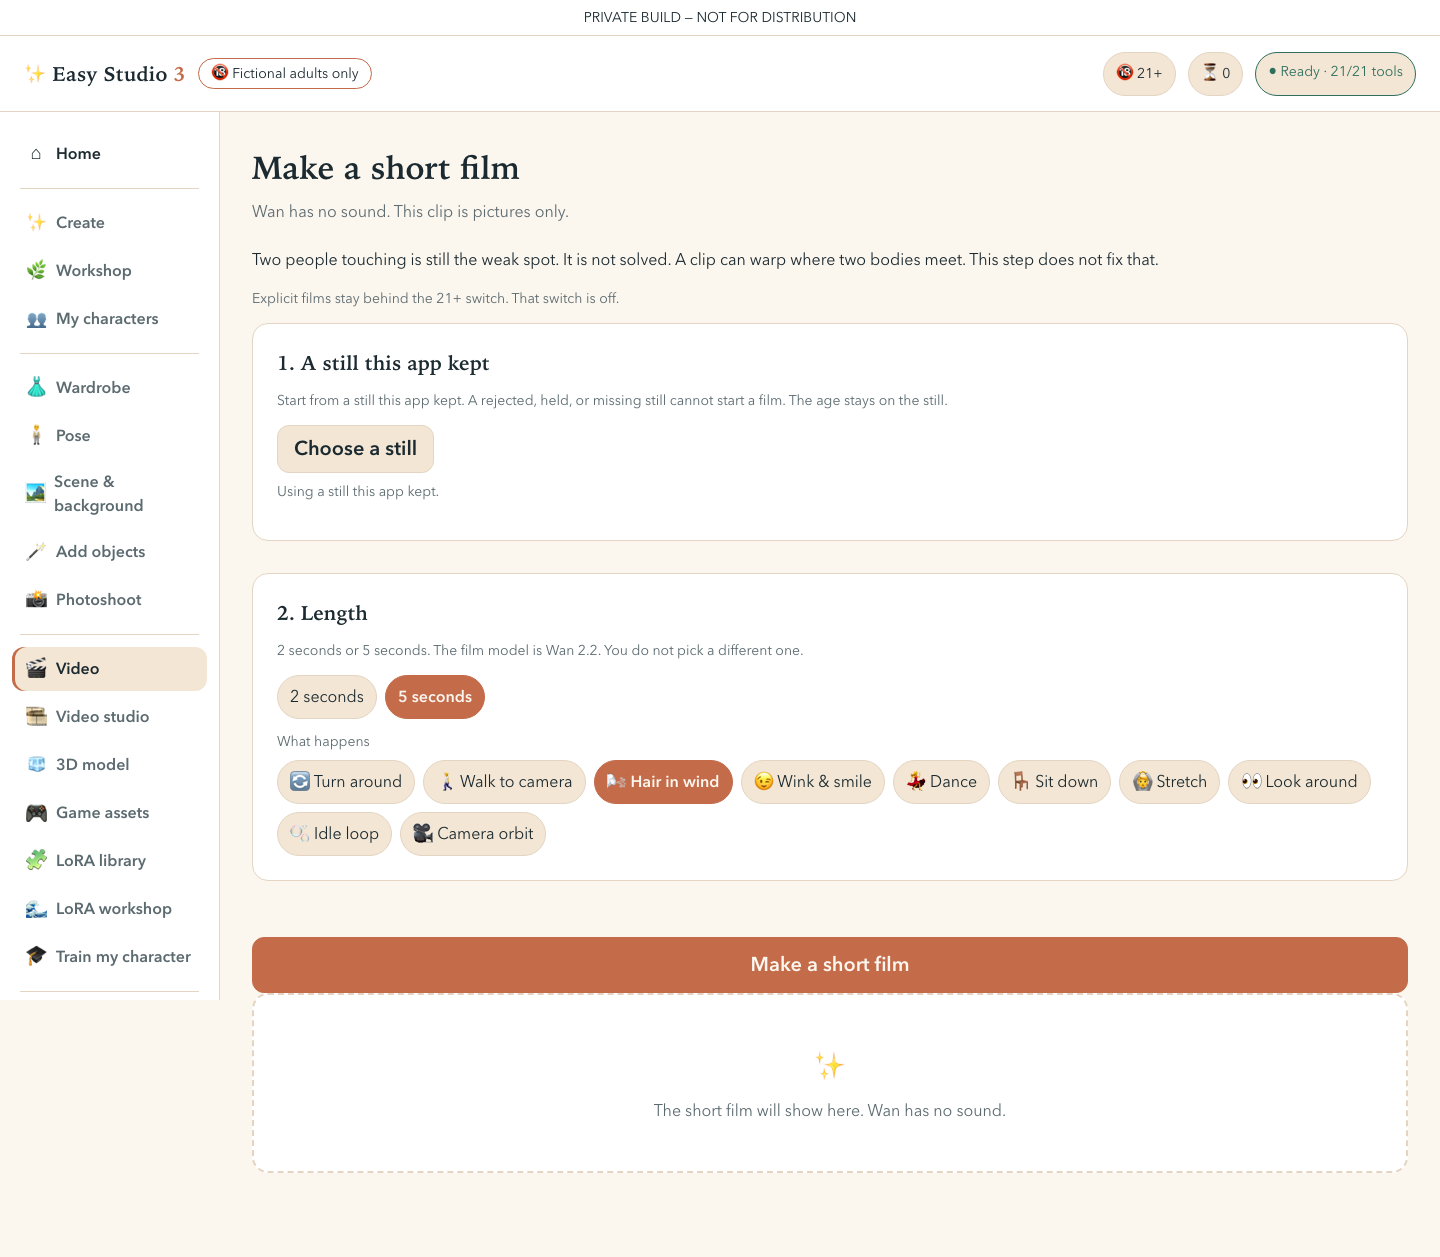 PRIVATE BUILD — NOT FOR DISTRIBUTION
Easy Studio 3
Fictional adults only
21+
0
Ready · 21/21 tools
Home
Create
Workshop
My characters
Wardrobe
Pose
Scene &
background
Add objects
Photoshoot
Video
Video studio
3D model
Game assets
LoRA library
LoRA workshop
Train my character
Make a short film
Wan has no sound. This clip is pictures only.
Two people touching is still the weak spot. It is not solved. A clip can warp where two bodies meet. This step does not fix that.
Explicit films stay behind the 21+ switch. That switch is off.
1. A still this app kept
Start from a still this app kept. A rejected, held, or missing still cannot start a film. The age stays on the still.
Choose a still
Using a still this app kept.
2. Length
2 seconds or 5 seconds. The film model is Wan 2.2. You do not pick a different one.
2 seconds
5 seconds
What happens
Turn around
Walk to camera
Hair in wind
Wink & smile
Dance
Sit down
Stretch
Look around
Idle loop
Camera orbit
Make a short film
The short film will show here. Wan has no sound.